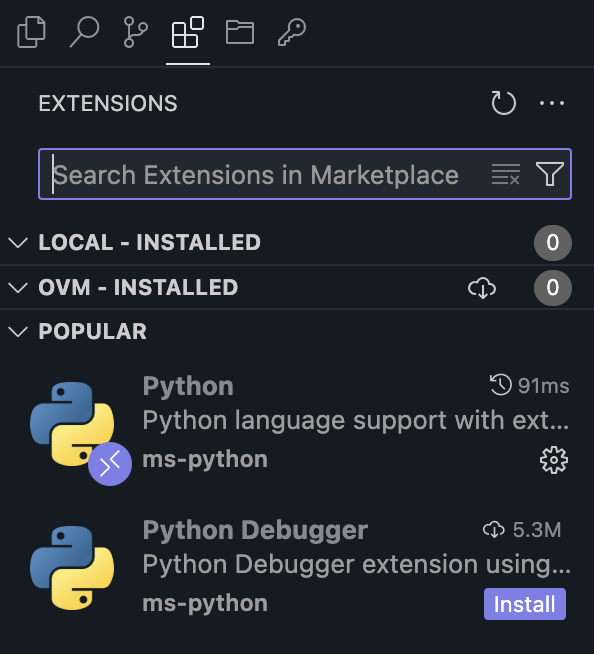 EXTENSIONS
Search Extensions in Marketplace
LOCAL - INSTALLED 0
OVM - INSTALLED 0
POPULAR
Python 91ms
Python language support with ext...
ms-python
Python Debugger 5.3M
Python Debugger extension using...
ms-python Install